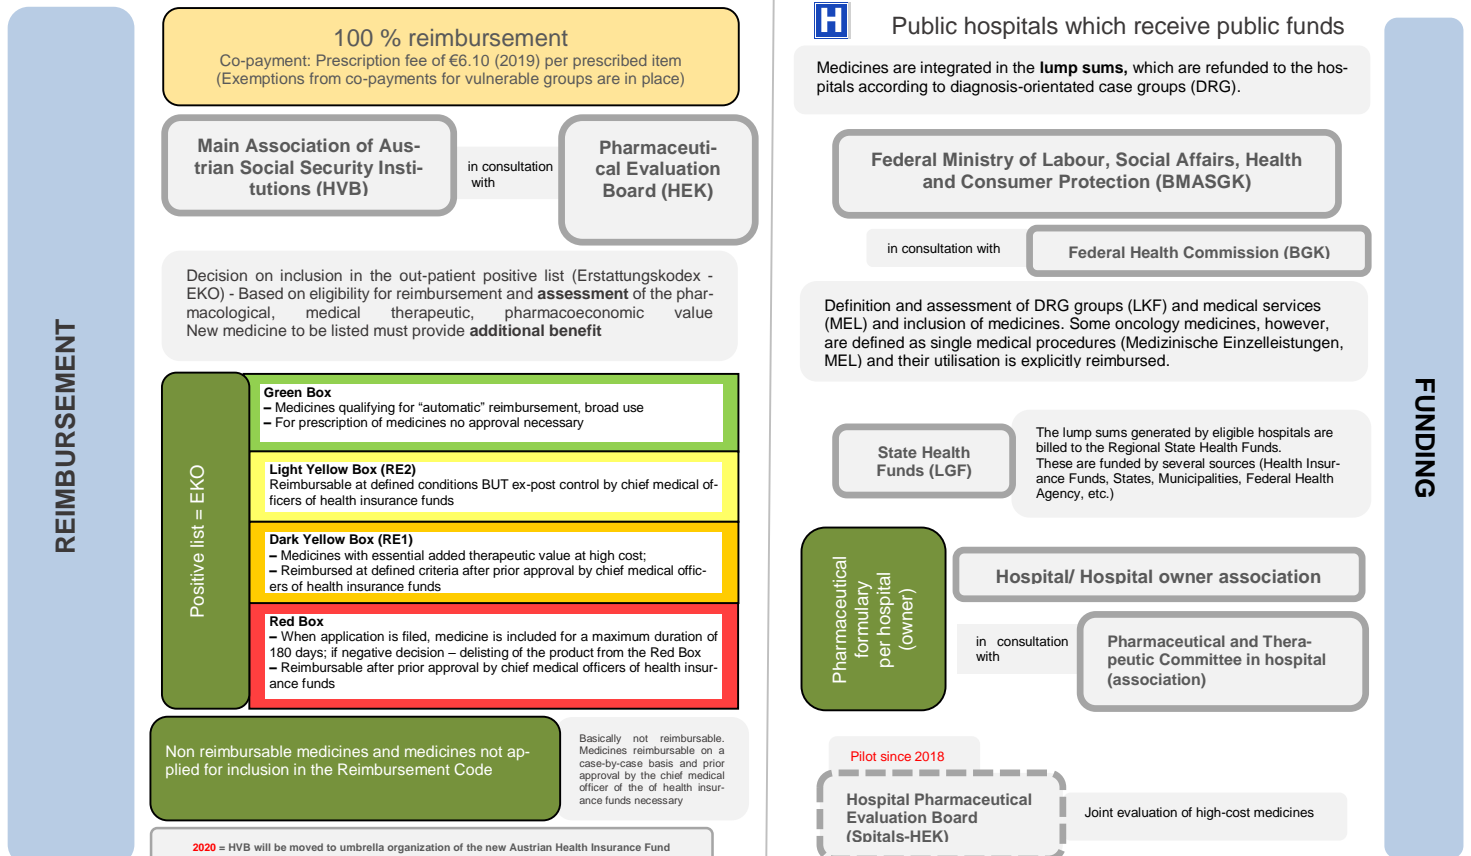 100 % reimbursement
Co-payment: Prescription fee of €6.10 (2019) per prescribed item
(Exemptions from co-payments for vulnerable groups are in place)
Main Association of Aus-
trian Social Security Insti-
tutions (HVB)
in consultation
with
Pharmaceuti-
cal Evaluation
Board (HEK)
Decision on inclusion in the out-patient positive list (Erstattungskodex -
EKO) - Based on eligibility for reimbursement and assessment of the phar-
macological, medical therapeutic, pharmacoeconomic value
New medicine to be listed must provide additional benefit
REIMBURSEMENT
Positive list = EKO
Green Box
– Medicines qualifying for “automatic” reimbursement, broad use
– For prescription of medicines no approval necessary
Light Yellow Box (RE2)
Reimbursable at defined conditions BUT ex-post control by chief medical of-
ficers of health insurance funds
Dark Yellow Box (RE1)
– Medicines with essential added therapeutic value at high cost;
– Reimbursed at defined criteria after prior approval by chief medical offic-
ers of health insurance funds
Red Box
– When application is filed, medicine is included for a maximum duration of
180 days; if negative decision – delisting of the product from the Red Box
– Reimbursable after prior approval by chief medical officers of health insur-
ance funds
Non reimbursable medicines and medicines not ap-
plied for inclusion in the Reimbursement Code
Basically not reimbursable.
Medicines reimbursable on a
case-by-case basis and prior
approval by the chief medical
officer of the of health insur-
ance funds necessary
2020 = HVB will be moved to umbrella organization of the new Austrian Health Insurance Fund
H
Public hospitals which receive public funds
Medicines are integrated in the lump sums, which are refunded to the hos-
pitals according to diagnosis-orientated case groups (DRG).
Federal Ministry of Labour, Social Affairs, Health
and Consumer Protection (BMASGK)
in consultation with
Federal Health Commission (BGK)
Definition and assessment of DRG groups (LKF) and medical services
(MEL) and inclusion of medicines. Some oncology medicines, however,
are defined as single medical procedures (Medizinische Einzelleistungen,
MEL) and their utilisation is explicitly reimbursed.
FUNDING
State Health
Funds (LGF)
The lump sums generated by eligible hospitals are
billed to the Regional State Health Funds.
These are funded by several sources (Health Insur-
ance Funds, States, Municipalities, Federal Health
Agency, etc.)
Pharmaceutical
formulary
per hospital
(owner)
Hospital/ Hospital owner association
in consultation
with
Pharmaceutical and Thera-
peutic Committee in hospital
(association)
Pilot since 2018
Hospital Pharmaceutical
Evaluation Board
(Spitals-HEK)
Joint evaluation of high-cost medicines